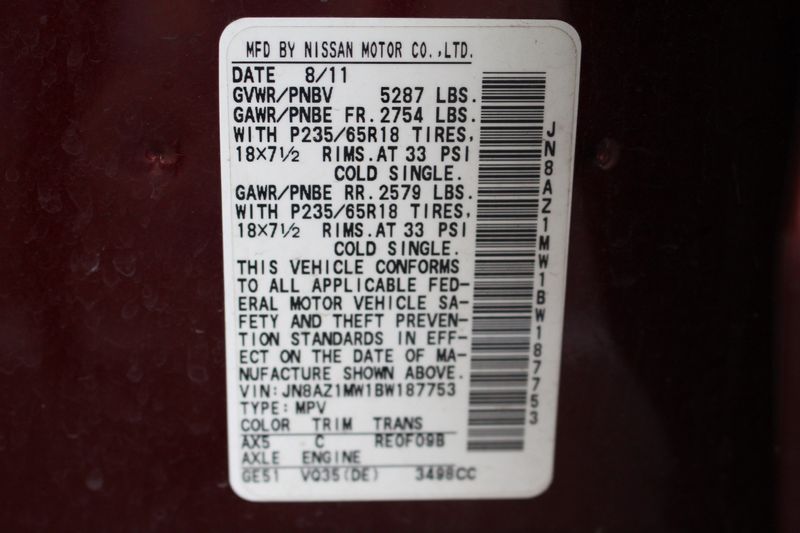 MFD BY NISSAN MOTOR CO.,LTD.
DATE 8/11
GVWR/PNBV 5287 LBS.
GAWR/PNBE FR. 2754 LBS.
WITH P235/65R18 TIRES,
18×7½ RIMS. AT 33 PSI
COLD SINGLE.
GAWR/PNBE RR. 2579 LBS.
WITH P235/65R18 TIRES,
18×7½ RIMS. AT 33 PSI
COLD SINGLE.
THIS VEHICLE CONFORMS
TO ALL APPLICABLE FED-
ERAL MOTOR VEHICLE SA-
FETY AND THEFT PREVEN-
TION STANDARDS IN EFF-
ECT ON THE DATE OF MA-
NUFACTURE SHOWN ABOVE.
VIN: JN8AZ1MW1BW187753
TYPE: MPV
COLOR TRIM TRANS
AX5 C RE0F09B
AXLE ENGINE
GE51 VQ35(DE) 3498CC
JN8AZ1MW1BW187753